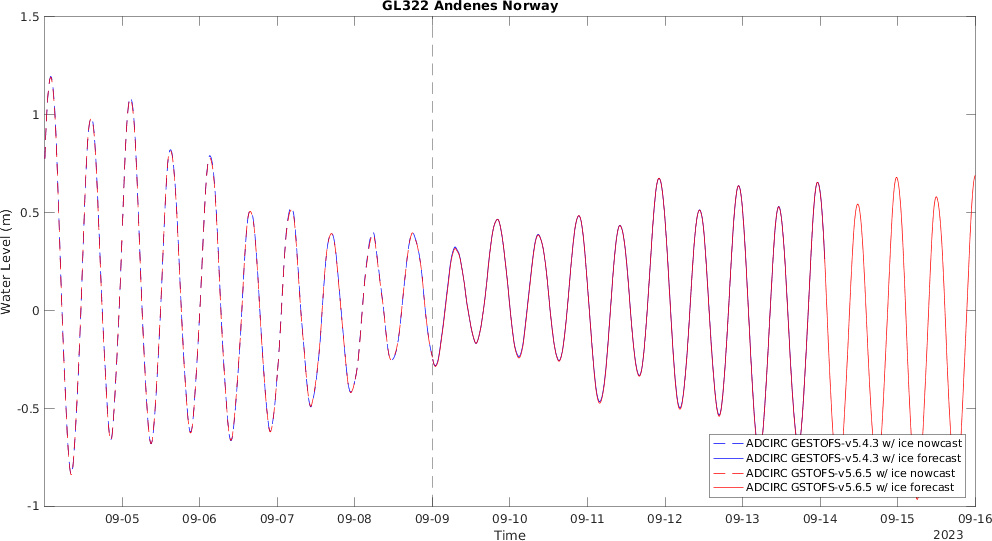 GL322 Andenes Norway
1.5
1
0.5
0
-0.5
-1
Water Level (m)
ADCIRC GESTOFS-v5.4.3 w/ ice nowcast
ADCIRC GESTOFS-v5.4.3 w/ ice forecast
ADCIRC GSTOFS-v5.6.5 w/ ice nowcast
ADCIRC GSTOFS-v5.6.5 w/ ice forecast
09-05 09-06 09-07 09-08 09-09 09-10 09-11 09-12 09-13 09-14 09-15 09-16
Time
2023